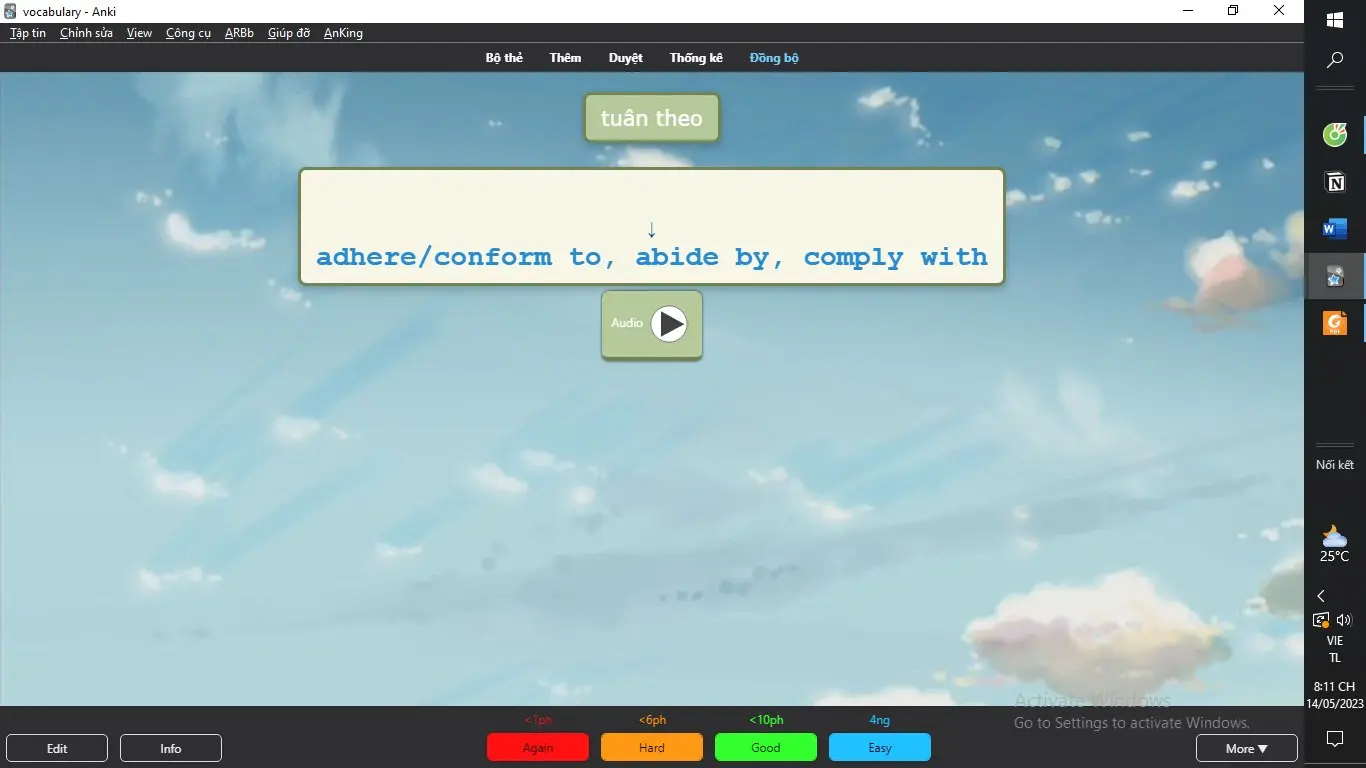 vocabulary - Anki
Tập tin Chỉnh sửa View Công cụ ARBb Giúp đỡ AnKing
Bộ thẻ Thêm Duyệt Thống kê Đồng bộ
tuân theo
↓
adhere/conform to, abide by, comply with
Audio
Nối kết
25°C
VIE
TL
8:11 CH
14/05/2023
Activate Windows
Go to Settings to activate Windows.
<1ph <6ph <10ph 4ng
Edit Info Again Hard Good Easy More ▼